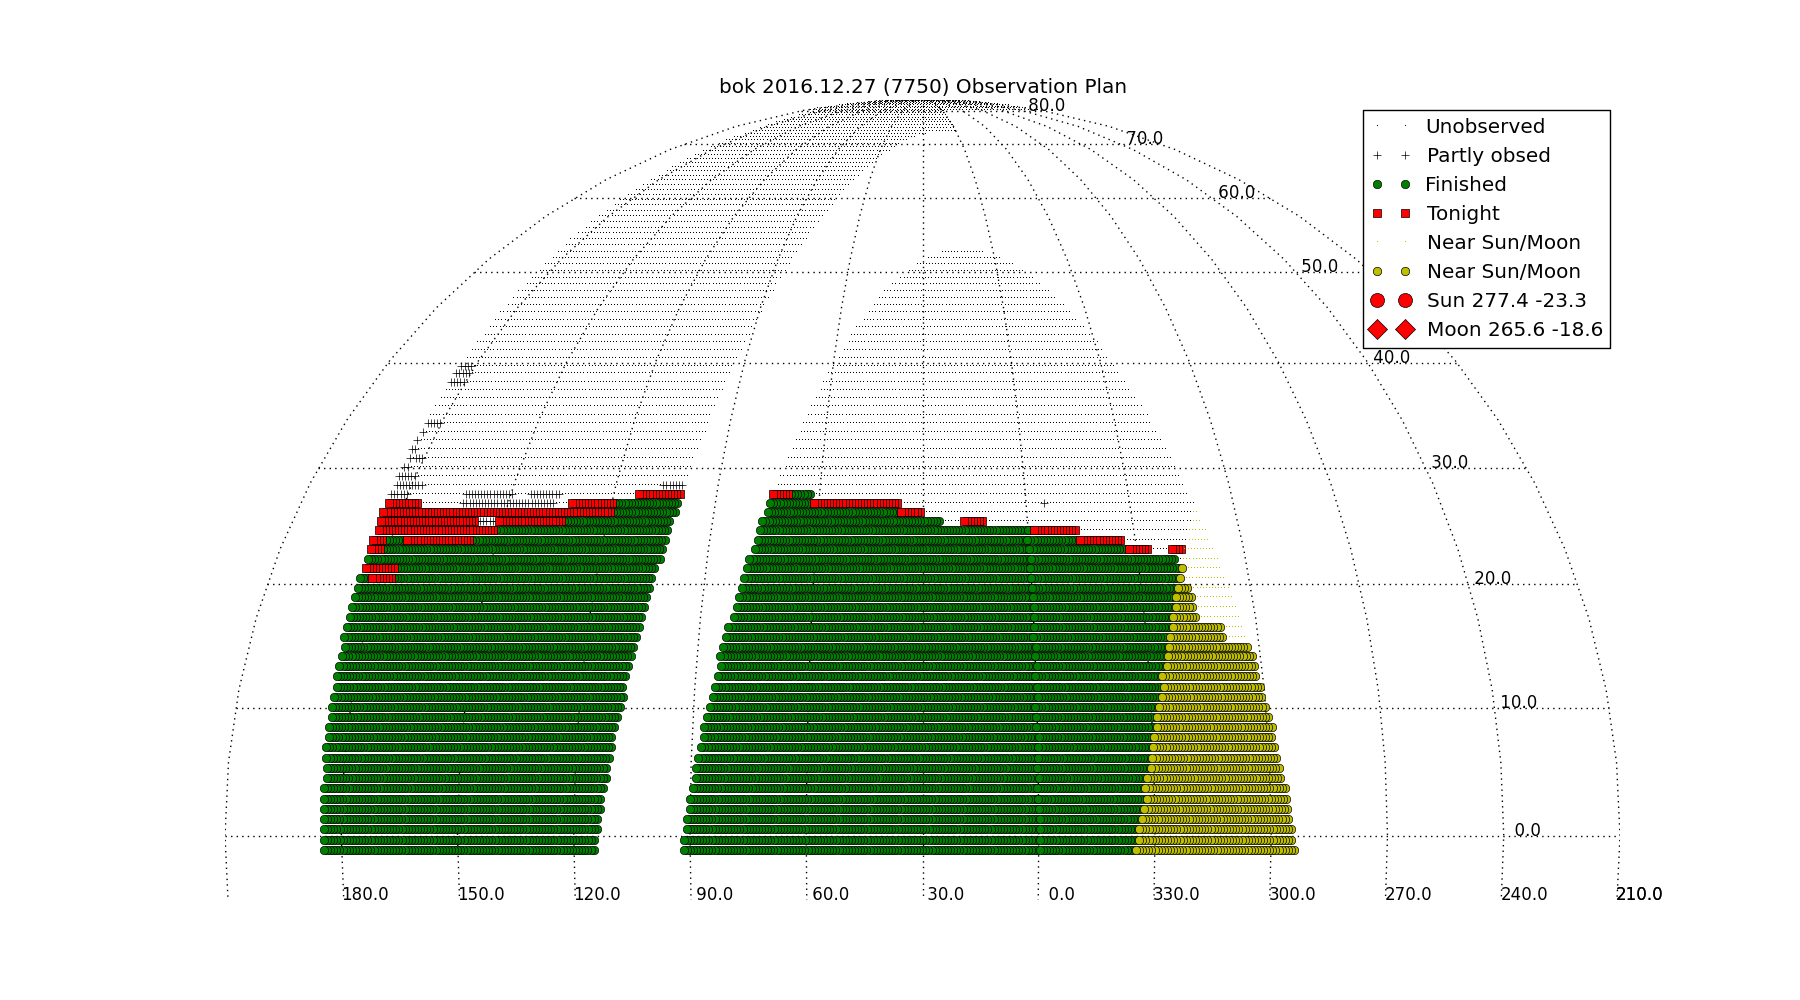 bok 2016.12.27 (7750) Observation Plan
80.0
70.0
60.0
50.0
40.0
30.0
20.0
10.0
0.0
Unobserved
Partly obsed
Finished
Tonight
Near Sun/Moon
Near Sun/Moon
Sun 277.4 -23.3
Moon 265.6 -18.6
180.0 150.0 120.0 90.0 60.0 30.0 0.0 330.0 300.0 270.0 240.0 210.0